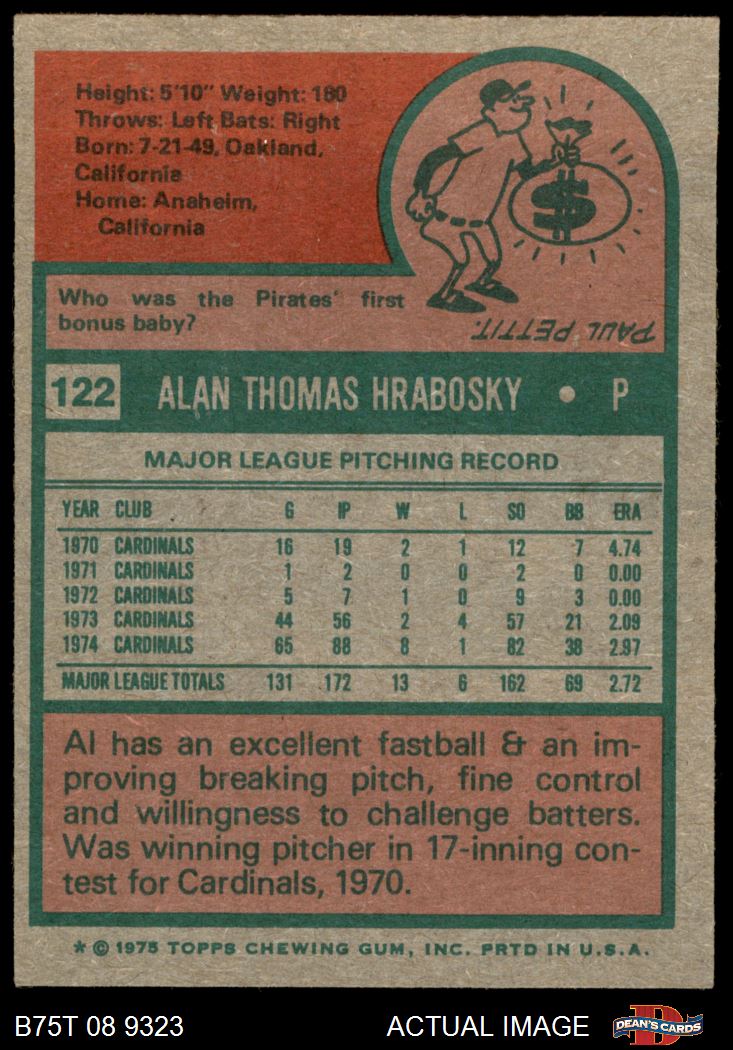 Height: 5'10" Weight: 180
Throws: Left Bats: Right
Born: 7-21-49, Oakland,
California
Home: Anaheim,
California
$
Who was the Pirates' first
bonus baby?
PAUL PETTIT.
122 ALAN THOMAS HRABOSKY • P
MAJOR LEAGUE PITCHING RECORD
YEAR CLUB G IP W L SO BB ERA
1970 CARDINALS 16 19 2 1 12 7 4.74
1971 CARDINALS 1 2 0 0 2 0 0.00
1972 CARDINALS 5 7 1 0 9 3 0.00
1973 CARDINALS 44 56 2 4 57 21 2.09
1974 CARDINALS 65 88 8 1 82 38 2.97
MAJOR LEAGUE TOTALS 131 172 13 6 162 69 2.72
Al has an excellent fastball & an im-
proving breaking pitch, fine control
and willingness to challenge batters.
Was winning pitcher in 17-inning con-
test for Cardinals, 1970.
* © 1975 TOPPS CHEWING GUM, INC. PRTD IN U.S.A.
B75T 08 9323 ACTUAL IMAGE D DEAN'S CARDS